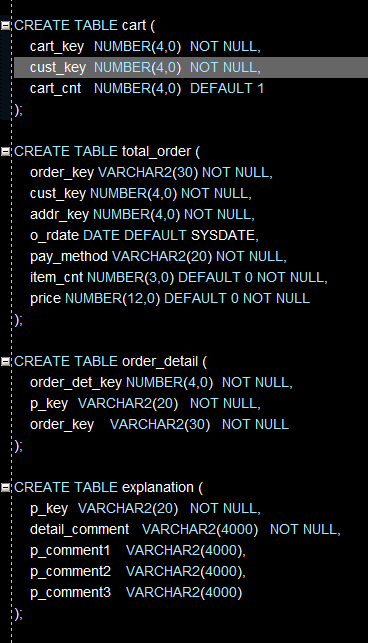 CREATE TABLE cart (
cart_key NUMBER(4,0) NOT NULL,
cust_key NUMBER(4,0) NOT NULL,
cart_cnt NUMBER(4,0) DEFAULT 1
);
CREATE TABLE total_order (
order_key VARCHAR2(30) NOT NULL,
cust_key NUMBER(4,0) NOT NULL,
addr_key NUMBER(4,0) NOT NULL,
o_rdate DATE DEFAULT SYSDATE,
pay_method VARCHAR2(20) NOT NULL,
item_cnt NUMBER(3,0) DEFAULT 0 NOT NULL,
price NUMBER(12,0) DEFAULT 0 NOT NULL
);
CREATE TABLE order_detail (
order_det_key NUMBER(4,0) NOT NULL,
p_key VARCHAR2(20) NOT NULL,
order_key VARCHAR2(30) NOT NULL
);
CREATE TABLE explanation (
p_key VARCHAR2(20) NOT NULL,
detail_comment VARCHAR2(4000) NOT NULL,
p_comment1 VARCHAR2(4000),
p_comment2 VARCHAR2(4000),
p_comment3 VARCHAR2(4000)
);